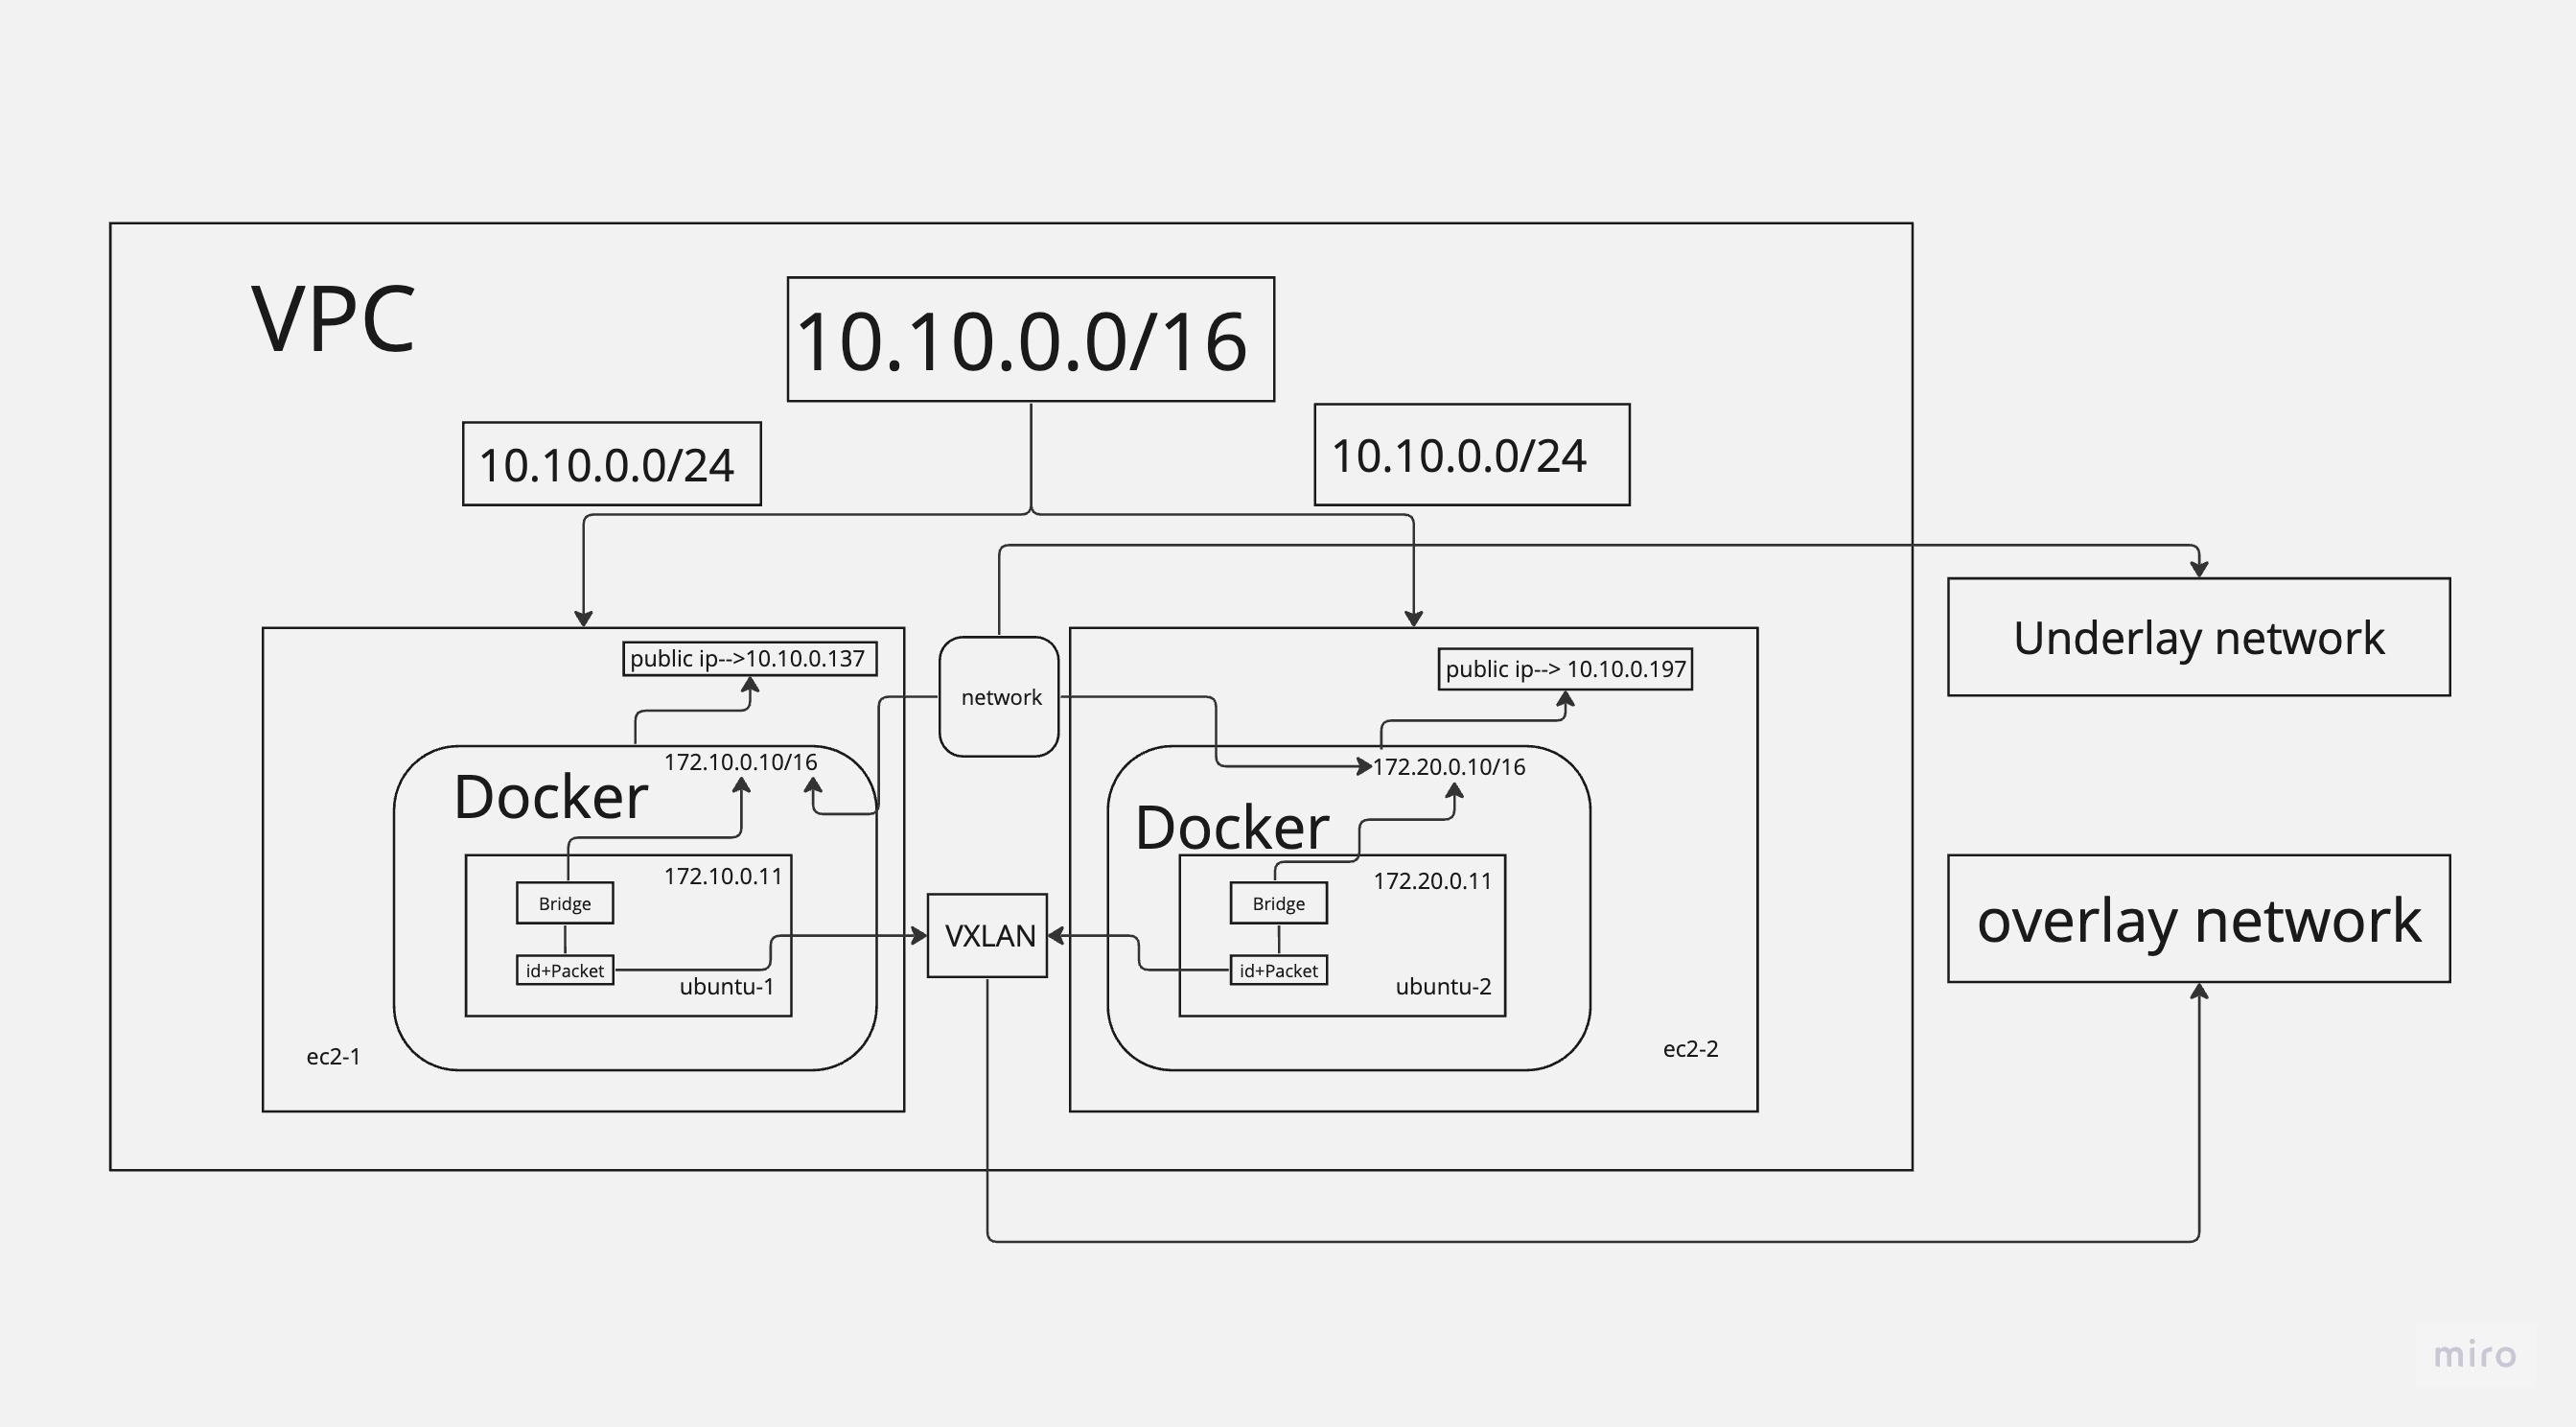 VPC
10.10.0.0/16
10.10.0.0/24
10.10.0.0/24
public ip-->10.10.0.137
network
public ip--> 10.10.0.197
Underlay network
172.10.0.10/16
Docker
172.20.0.10/16
Docker
172.10.0.11
Bridge
id+Packet
ubuntu-1
VXLAN
172.20.0.11
Bridge
id+Packet
ubuntu-2
overlay network
ec2-1
ec2-2
miro